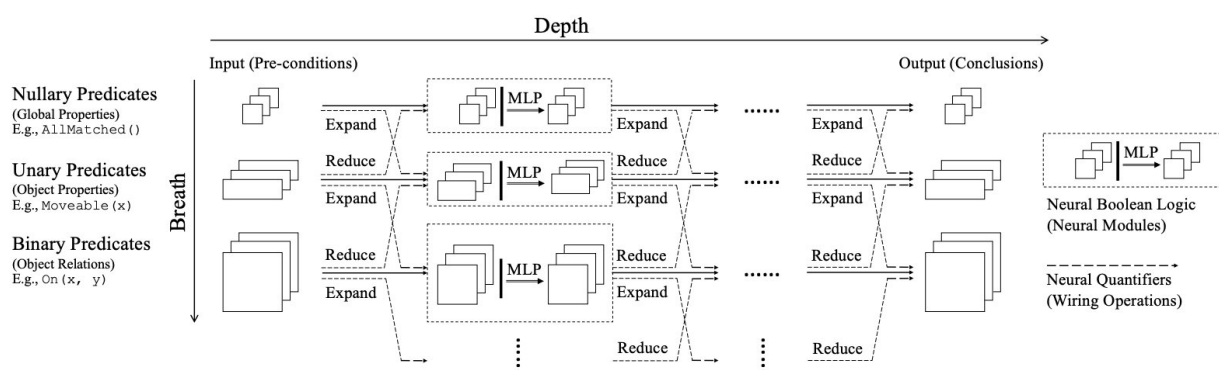 Depth
Input (Pre-conditions)
Output (Conclusions)
Breath
Nullary Predicates
(Global Properties)
E.g., AllMatched()
MLP
Expand
Expand
......
Expand
Unary Predicates
(Object Properties)
E.g., Moveable(x)
Reduce
MLP
Reduce
Reduce
Expand
Expand
......
Expand
Binary Predicates
(Object Relations)
E.g., On(x, y)
Reduce
MLP
Reduce
Reduce
Expand
Expand
......
Expand
Reduce
Reduce
MLP
Neural Boolean Logic
(Neural Modules)
Neural Quantifiers
(Wiring Operations)